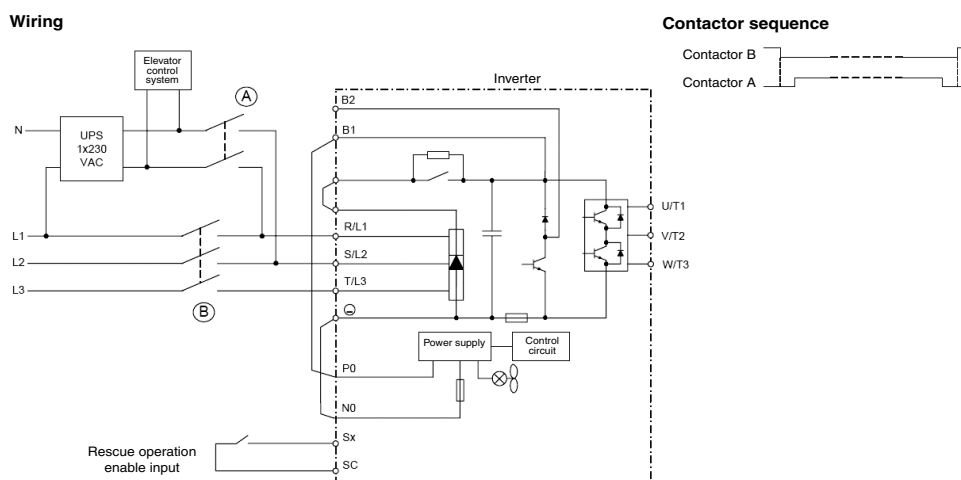 Wiring
Contactor sequence
Contactor B
Contactor A
Elevator
control
system
A
Inverter
B2
N
UPS
1x230
VAC
B1
U/T1
L1
R/L1
V/T2
L2
S/L2
W/T3
L3
T/L3
B
Power supply
Control
circuit
P0
N0
Rescue operation
enable input
Sx
SC